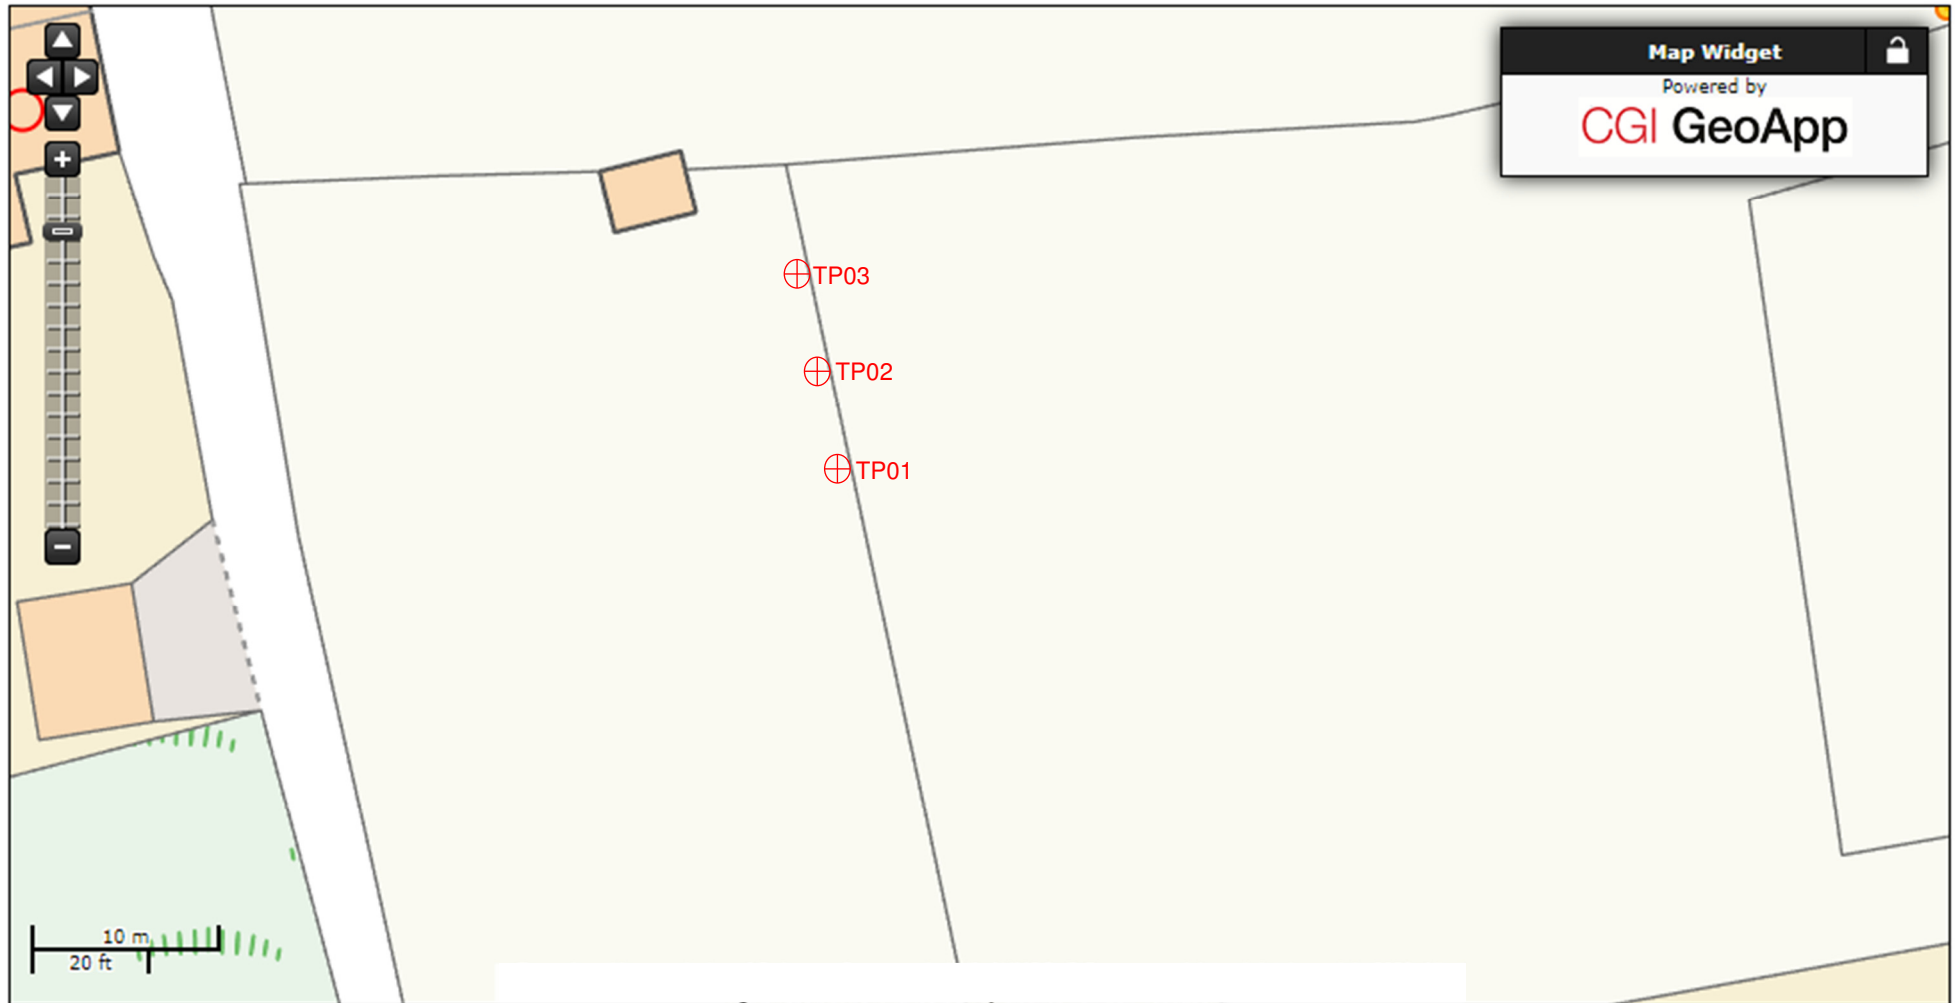 Map Widget
Powered by
CGI GeoApp
TP03
TP02
TP01
10 m
20 ft